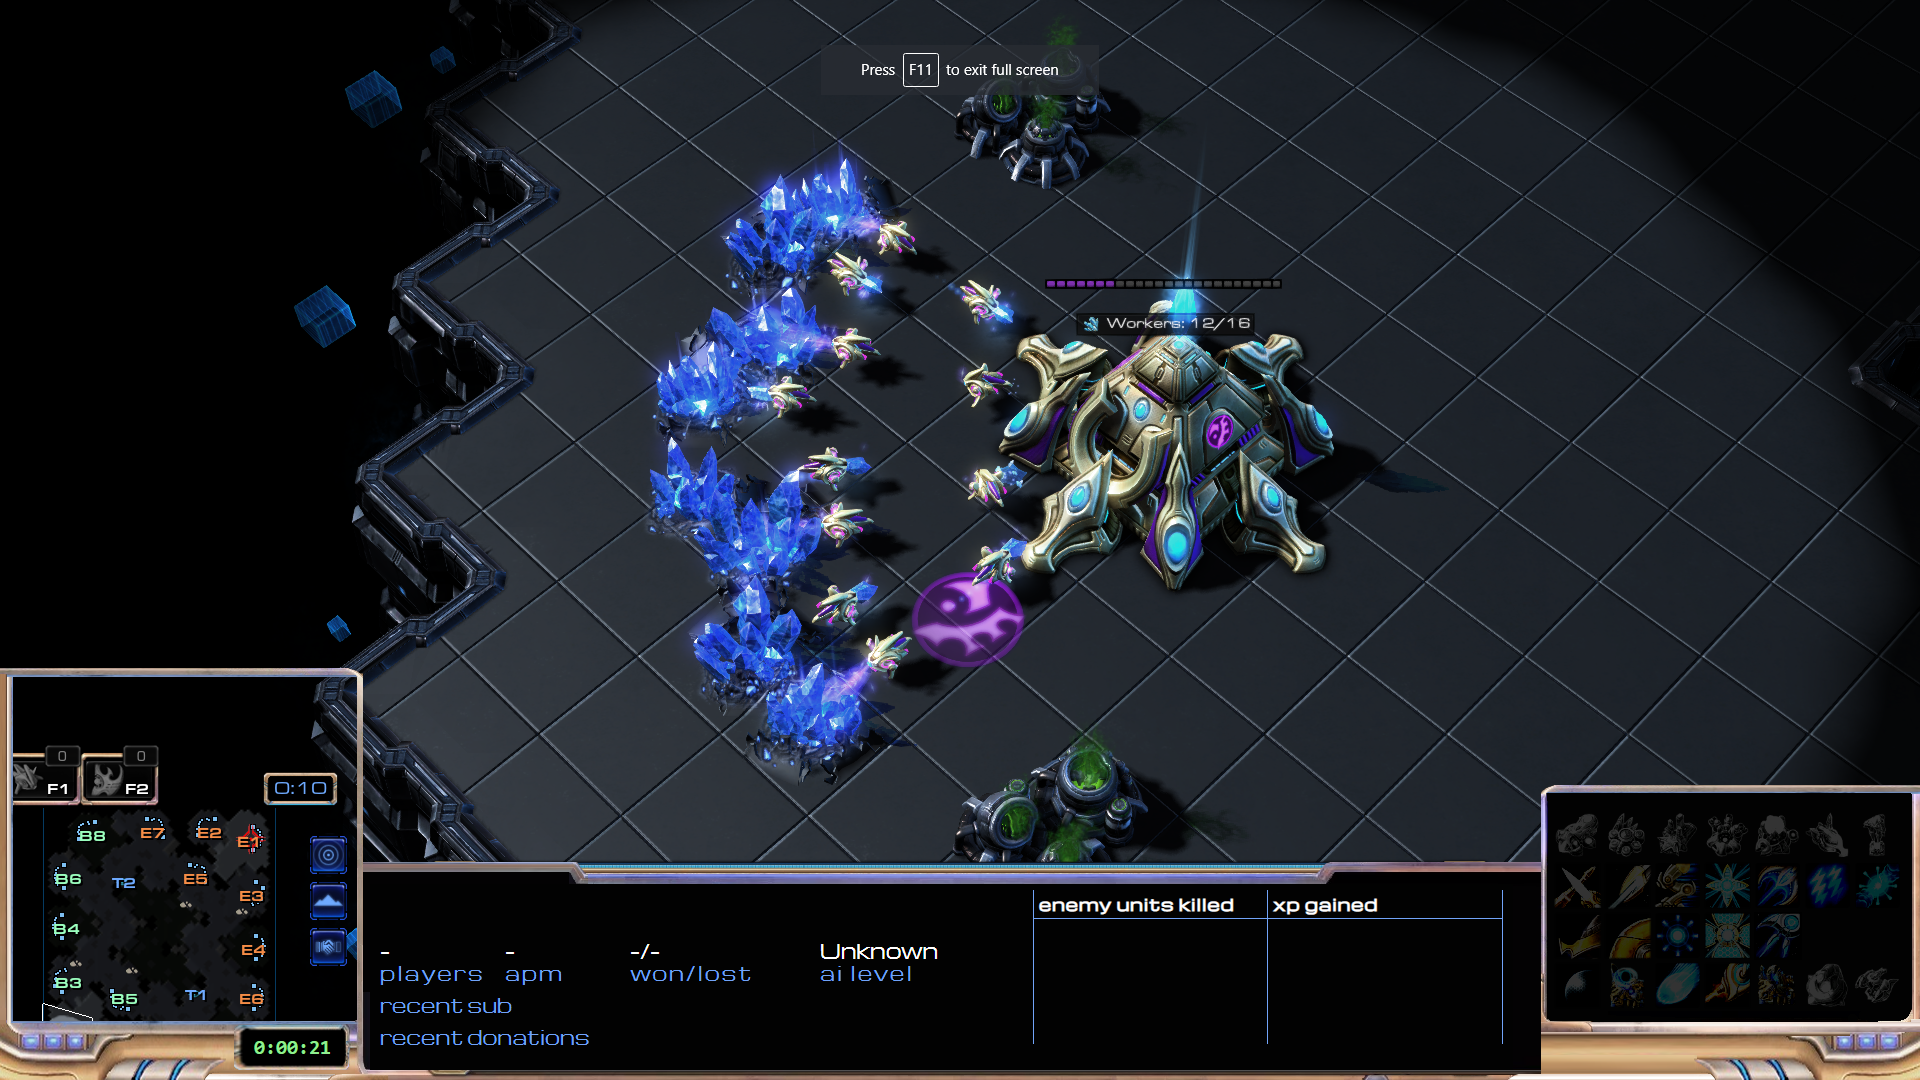 Press F11 to exit full screen
Workers: 12/16
0
0
F1
F2
0:10
B8
E7
E2
E1
B6
T2
E5
E3
B4
E4
B3
B5
T1
E6
0:00:21
-
-
-/-
Unknown
players
apm
won/lost
ai level
recent sub
recent donations
enemy units killed
xp gained